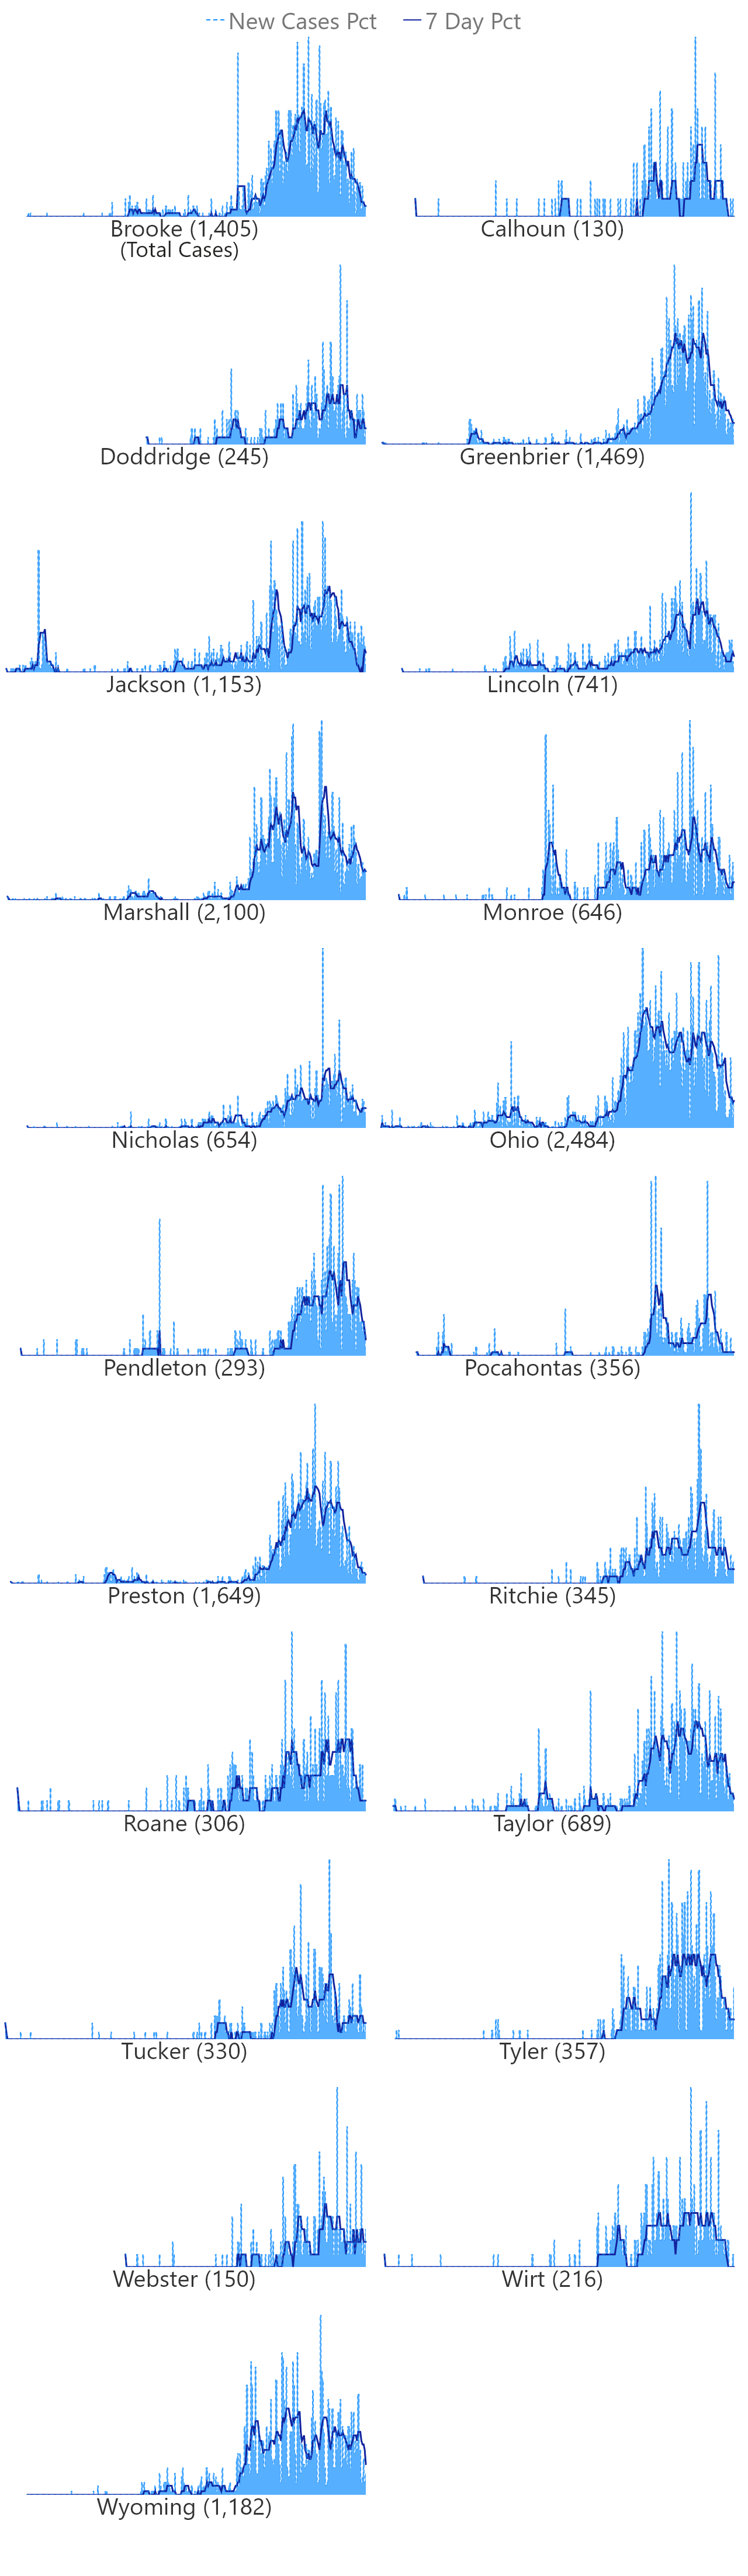 New Cases Pct 7 Day Pct
Brooke (1,405) Calhoun (130)
(Total Cases)
Doddridge (245) Greenbrier (1,469)
Jackson (1,153) Lincoln (741)
Marshall (2,100) Monroe (646)
Nicholas (654) Ohio (2,484)
Pendleton (293) Pocahontas (356)
Preston (1,649) Ritchie (345)
Roane (306) Taylor (689)
Tucker (330) Tyler (357)
Webster (150) Wirt (216)
Wyoming (1,182)